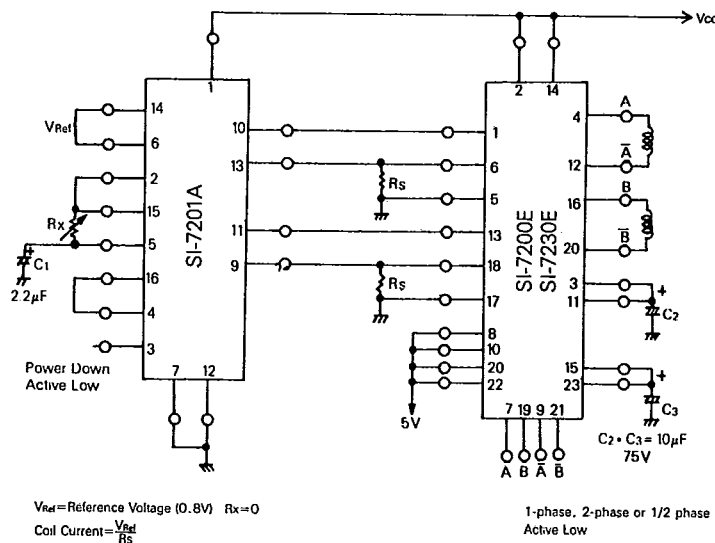 Vcc
1
2
14
14
VRef
6
2
Rx
15
5
C1
2.2μF
16
4
3
Power Down
Active Low
7
12
SI-7201A
10
13
11
9
Rs
Rs
1
6
5
13
18
17
8
10
20
22
5V
SI-7200E
SI-7230E
4
A
12
A̅
16
B
20
B̅
3
11
+
C2
15
23
+
C3
C2 • C3 = 10μF
75V
7 19 9 21
A B A̅ B̅
VRef=Reference Voltage (0.8V) Rx=0
Coil Current=VRef/Rs
1-phase, 2-phase or 1/2 phase
Active Low